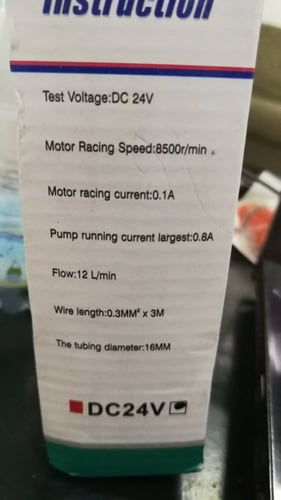 Instruction
Test Voltage:DC 24V
Motor Racing Speed:8500r/min
Motor racing current:0.1A
Pump running current largest:0.8A
Flow:12 L/min
Wire length:0.3MM² x 3M
The tubing diameter:16MM
DC24V